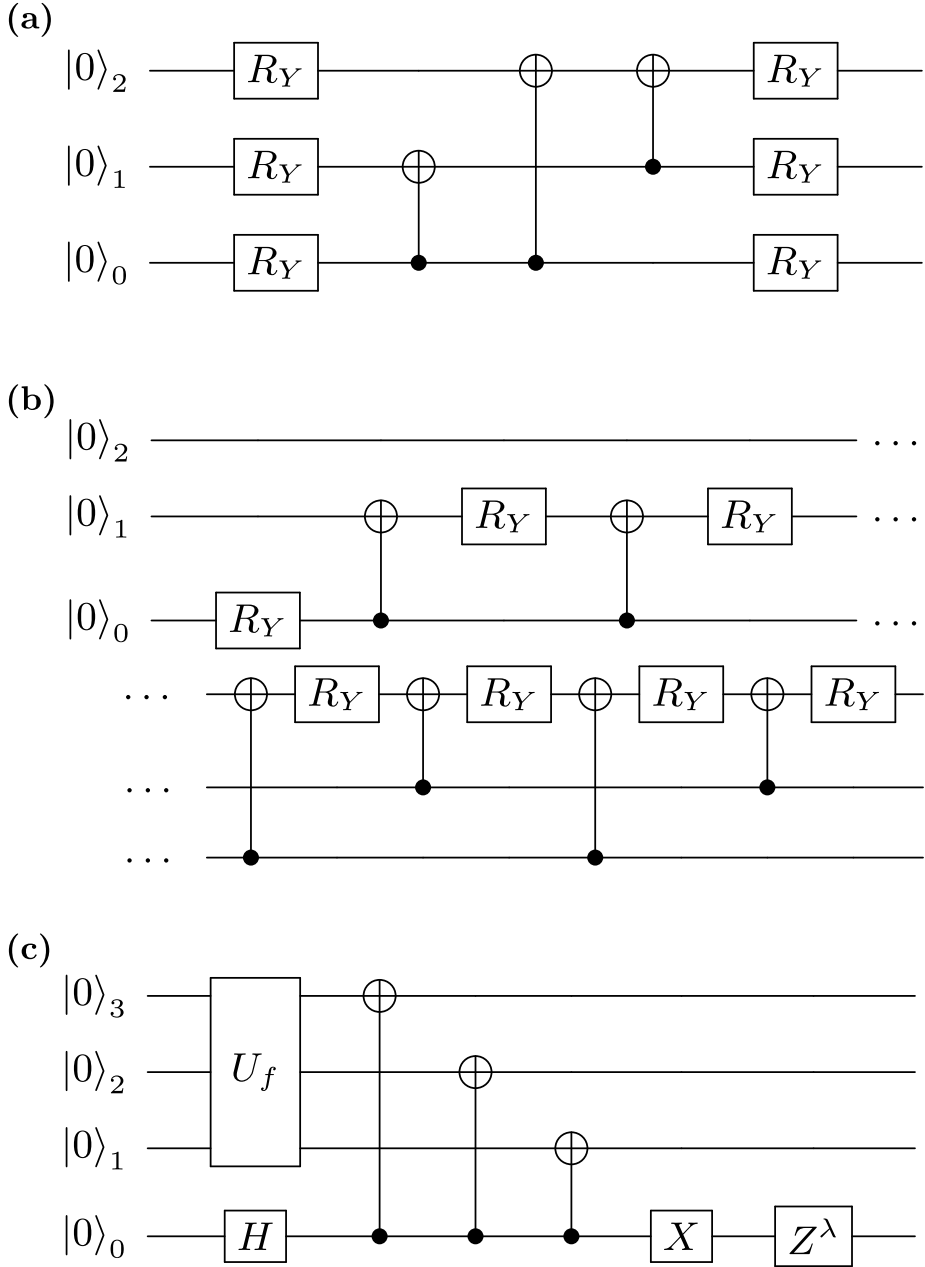 (a)
|0⟩₂ R_Y R_Y
|0⟩₁ R_Y R_Y
|0⟩₀ R_Y R_Y
(b)
|0⟩₂ ...
|0⟩₁ R_Y R_Y ...
|0⟩₀ R_Y ...
... R_Y R_Y R_Y R_Y
...
...
(c)
|0⟩₃
|0⟩₂ U_f
|0⟩₁
|0⟩₀ H X Z^λ